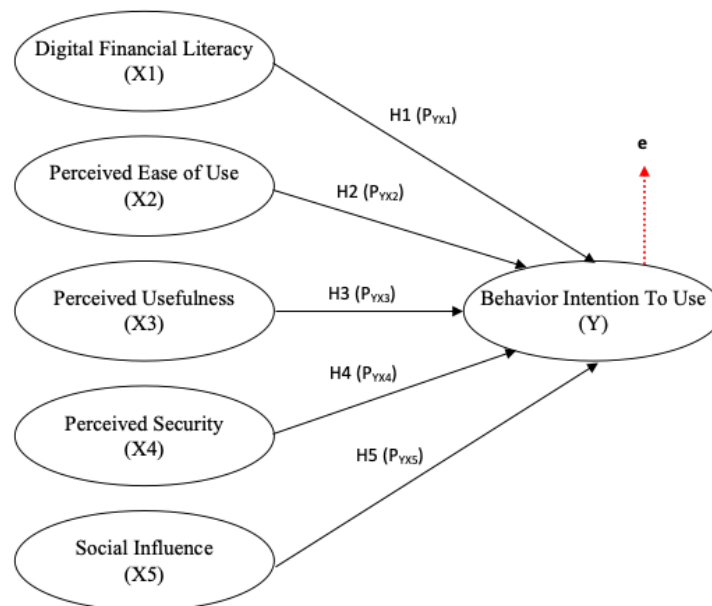 Digital Financial Literacy
(X1)
H1 (PYX1)
e
Perceived Ease of Use
(X2)
H2 (PYX2)
Perceived Usefulness
(X3)
H3 (PYX3)
Behavior Intention To Use
(Y)
H4 (PYX4)
Perceived Security
(X4)
H5 (PYX5)
Social Influence
(X5)